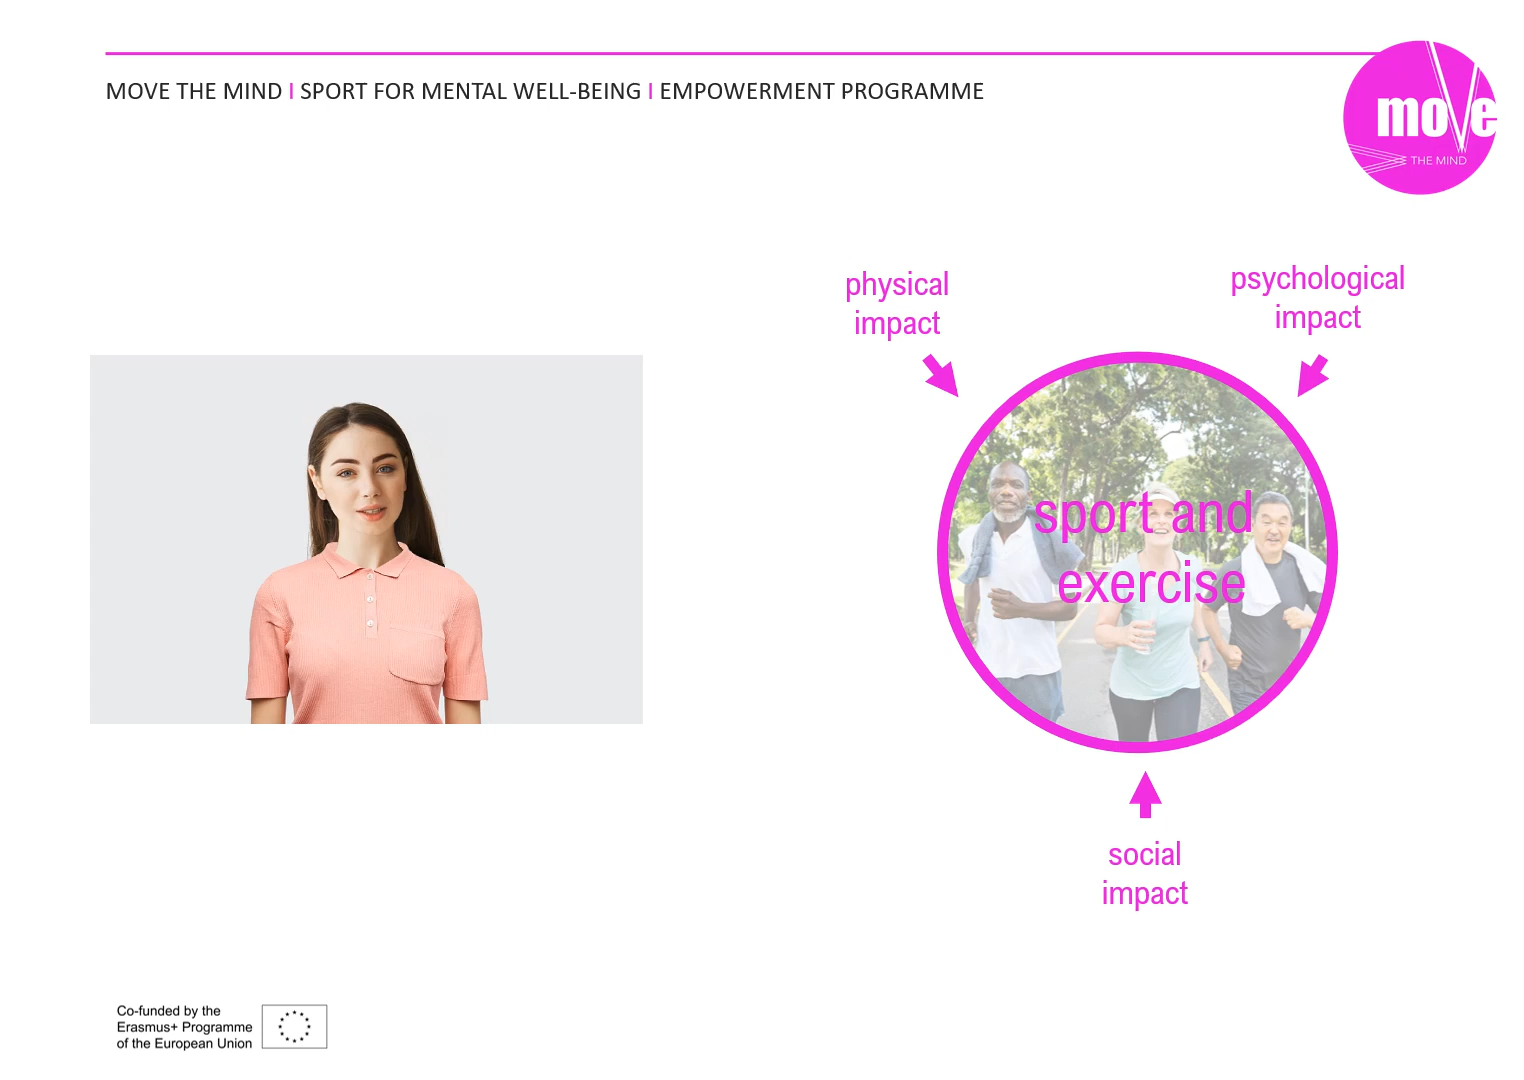 MOVE THE MIND I SPORT FOR MENTAL WELL-BEING I EMPOWERMENT PROGRAMME
moVe
THE MIND
physical
impact
psychological
impact
sport and
exercise
social
impact
Co-funded by the
Erasmus+ Programme
of the European Union